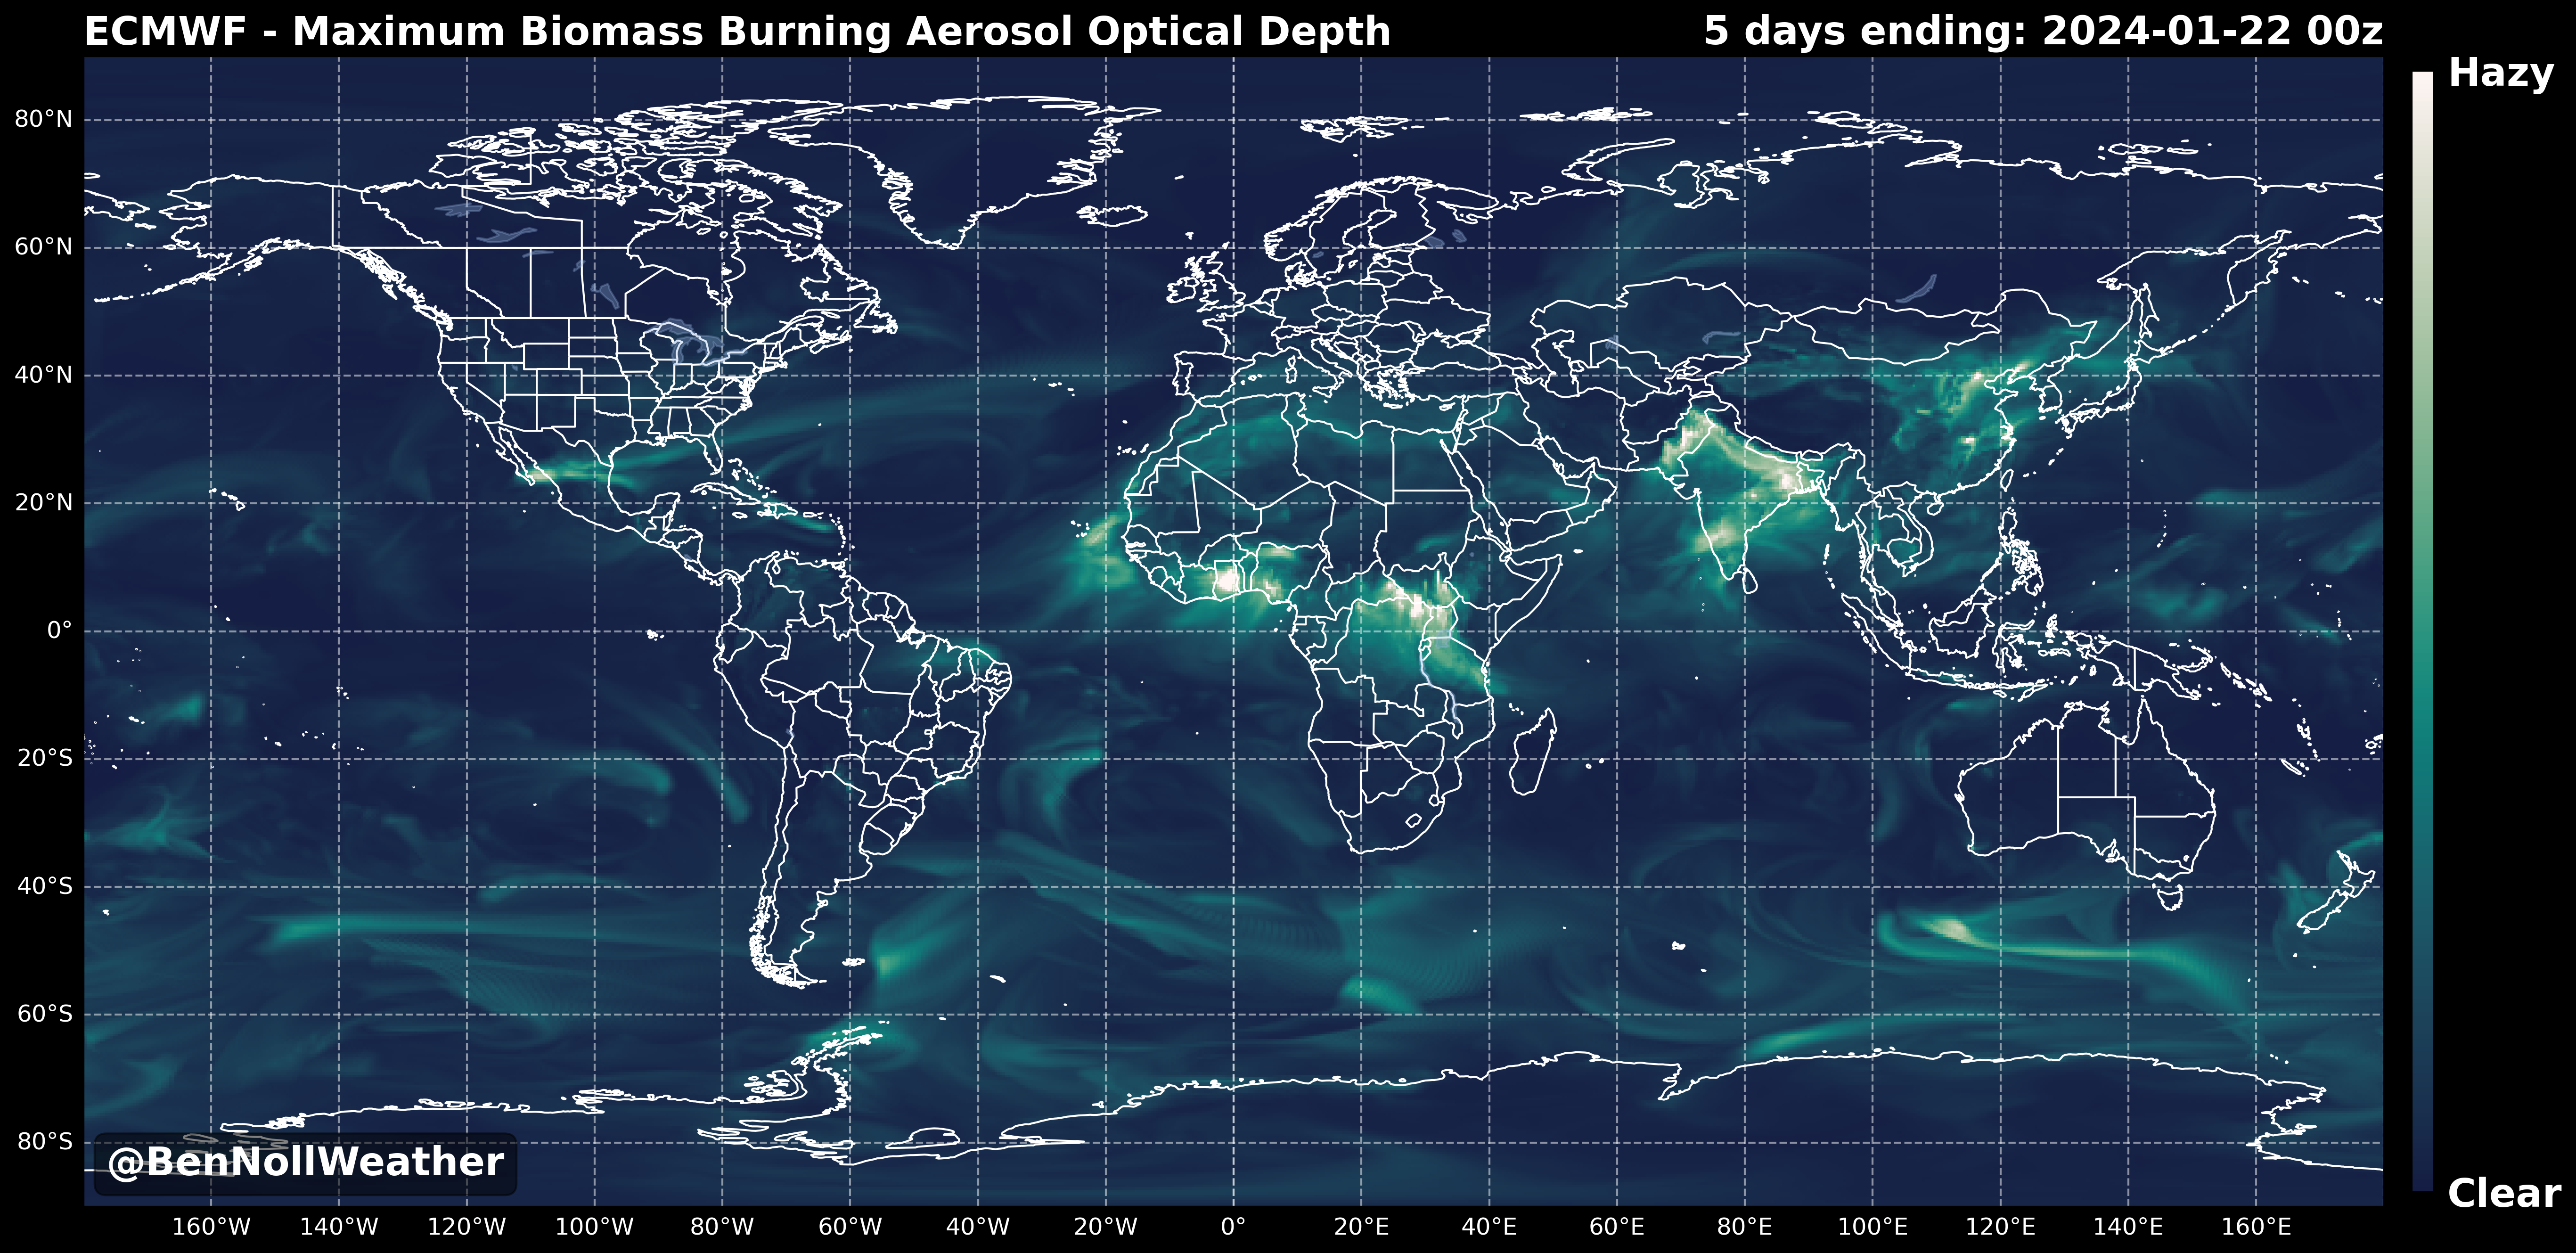 ECMWF - Maximum Biomass Burning Aerosol Optical Depth
5 days ending: 2024-01-22 00z
Hazy
80°N
60°N
40°N
20°N
0°
20°S
40°S
60°S
80°S
@BenNollWeather
Clear
160°W 140°W 120°W 100°W 80°W 60°W 40°W 20°W 0° 20°E 40°E 60°E 80°E 100°E 120°E 140°E 160°E